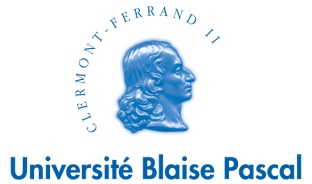 CLERMONT-FERRAND II
Université Blaise Pascal